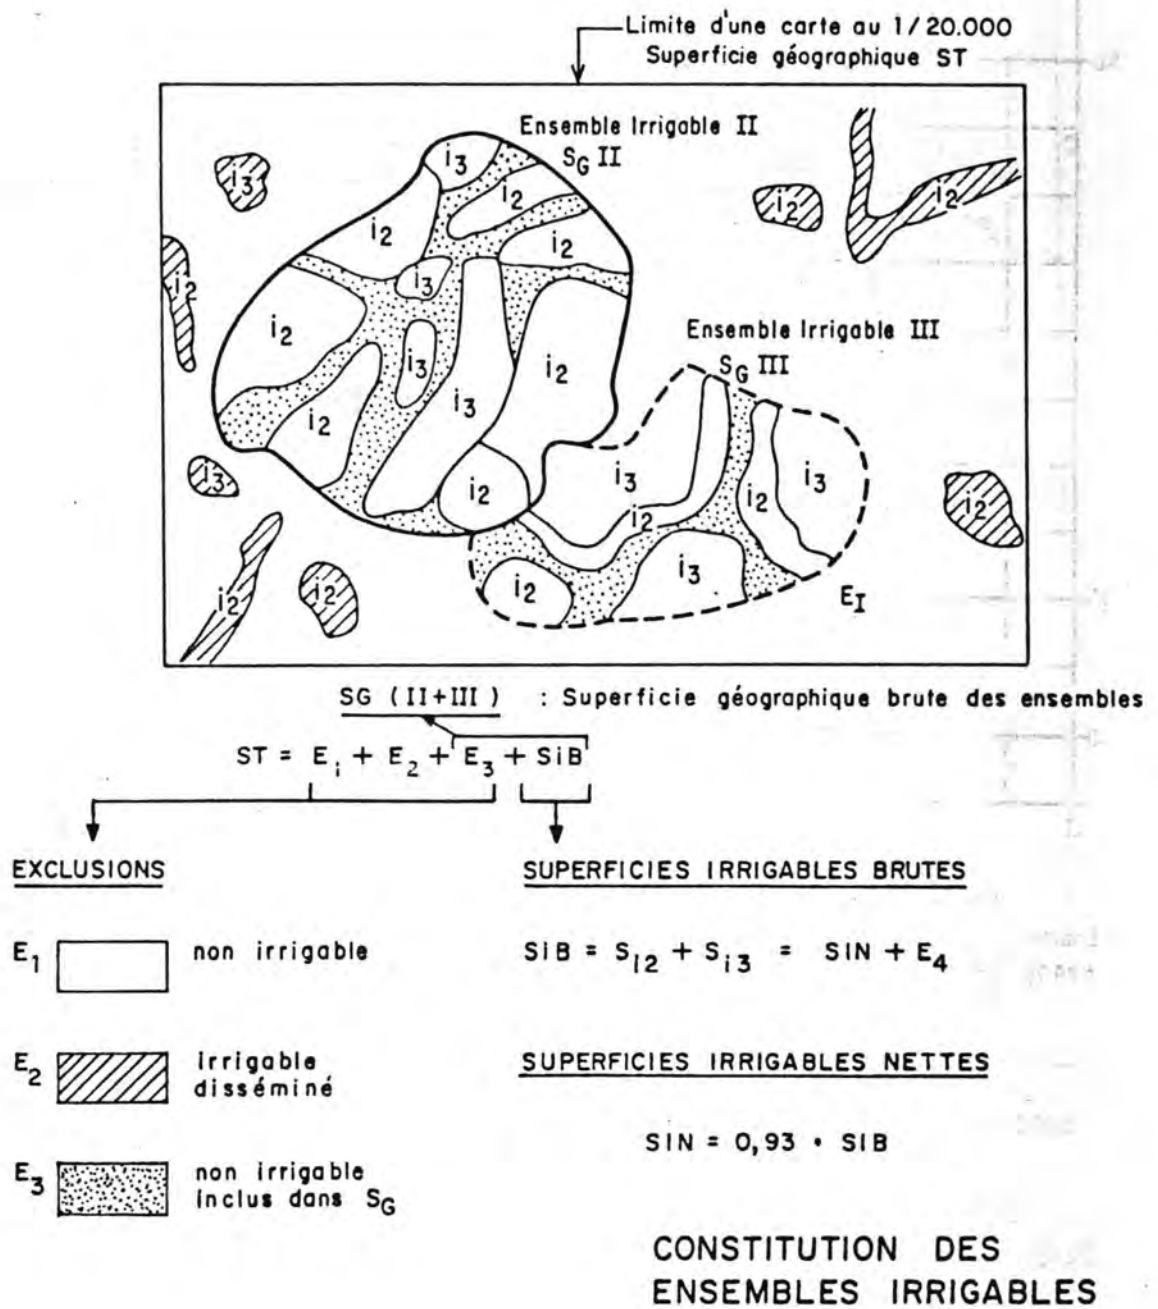 Limite d'une carte au 1/20.000
Superficie géographique ST
Ensemble Irrigable II
SG II
i3
i3
i2
i2
i2
i2
i2
i3
i2
i2
Ensemble Irrigable III
SG III
i3
i2
i2
i3
i3
i3
i2
i3
i2
i2
i2
i2
i3
i2
i2
i2
EI
SG (II+III) : Superficie géographique brute des ensembles
ST = Ei + E2 + E3 + SiB
EXCLUSIONS
SUPERFICIES IRRIGABLES BRUTES
E1 non irrigable
SiB = Si2 + Si3 = SIN + E4
E2 irrigable
disséminé
SUPERFICIES IRRIGABLES NETTES
SIN = 0,93 • SIB
E3 non irrigable
inclus dans SG
CONSTITUTION DES
ENSEMBLES IRRIGABLES